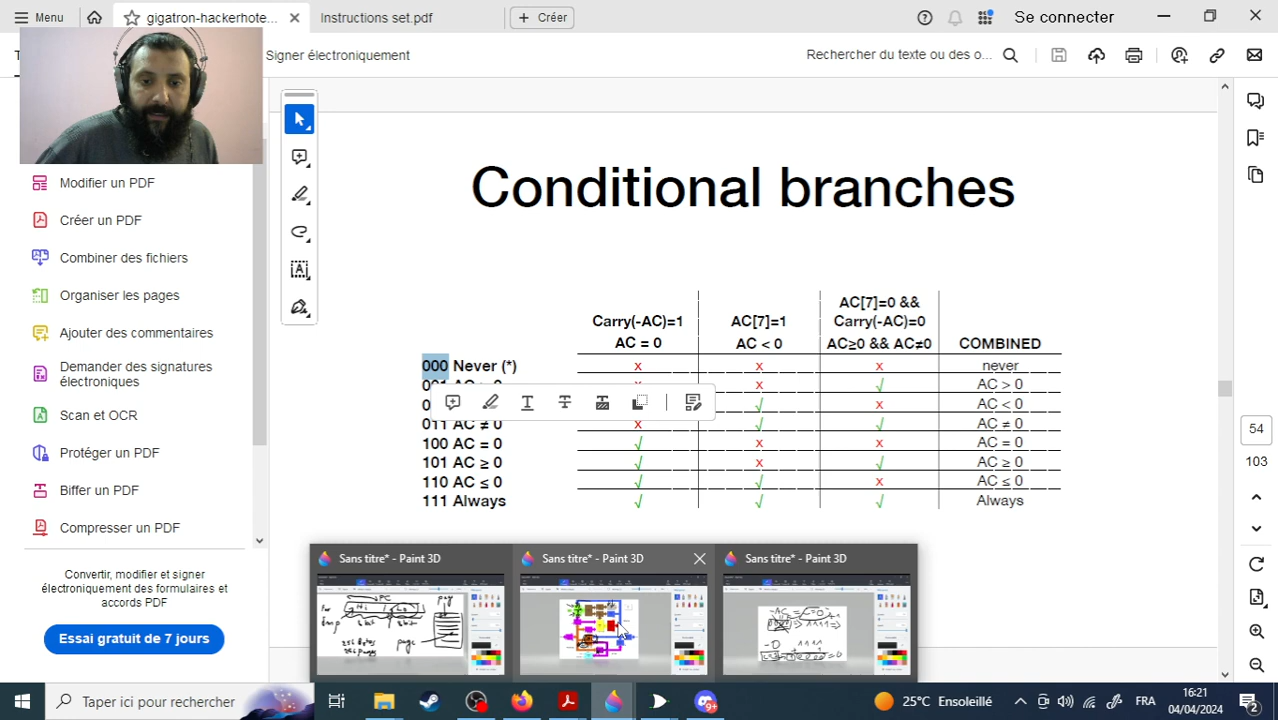 Menu gigatron-hackerhote... Instructions set.pdf Créer Se connecter
Signer électroniquement Rechercher du texte ou des o...
Modifier un PDF
Créer un PDF
Combiner des fichiers
Organiser les pages
Ajouter des commentaires
Demander des signatures
électroniques
Scan et OCR
Protéger un PDF
Biffer un PDF
Compresser un PDF
Convertir, modifier et signer
électroniquement des formulaires et
accords PDF
Essai gratuit de 7 jours
Conditional branches
AC[7]=0 &&
Carry(-AC)=1 AC[7]=1 Carry(-AC)=0
AC = 0 AC < 0 AC≥0 && AC≠0 COMBINED
000 Never (*) x x x never
x √ AC > 0
√ x AC < 0
011 AC ≠ 0 x √ √ AC ≠ 0
100 AC = 0 √ x x AC = 0
101 AC ≥ 0 √ x √ AC ≥ 0
110 AC ≤ 0 √ √ x AC ≤ 0
111 Always √ √ √ Always
54
103
Sans titre* - Paint 3D Sans titre* - Paint 3D Sans titre* - Paint 3D
Taper ici pour rechercher 9+ 25°C Ensoleillé FRA 16:21
04/04/2024 2